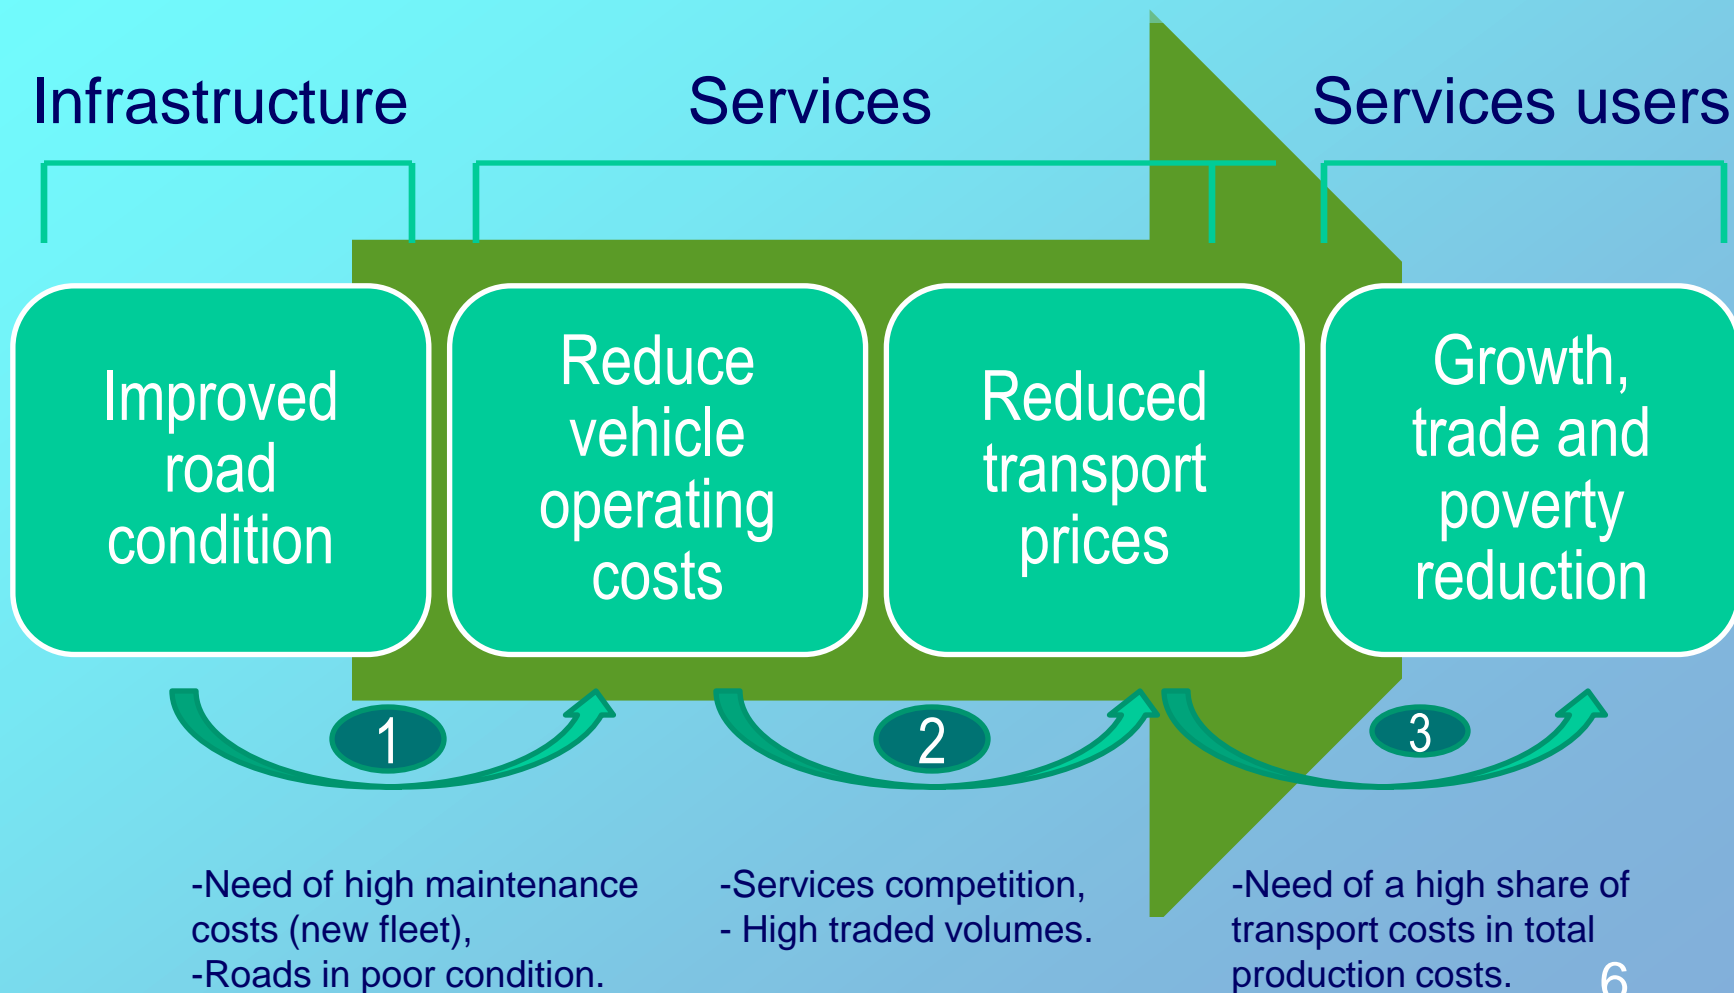 Infrastructure
Services
Services users
Improved
road
condition
Reduce
vehicle
operating
costs
Reduced
transport
prices
Growth,
trade and
poverty
reduction
1
2
3
-Need of high maintenance
costs (new fleet),
-Roads in poor condition.
-Services competition,
- High traded volumes.
-Need of a high share of
transport costs in total
production costs.
6